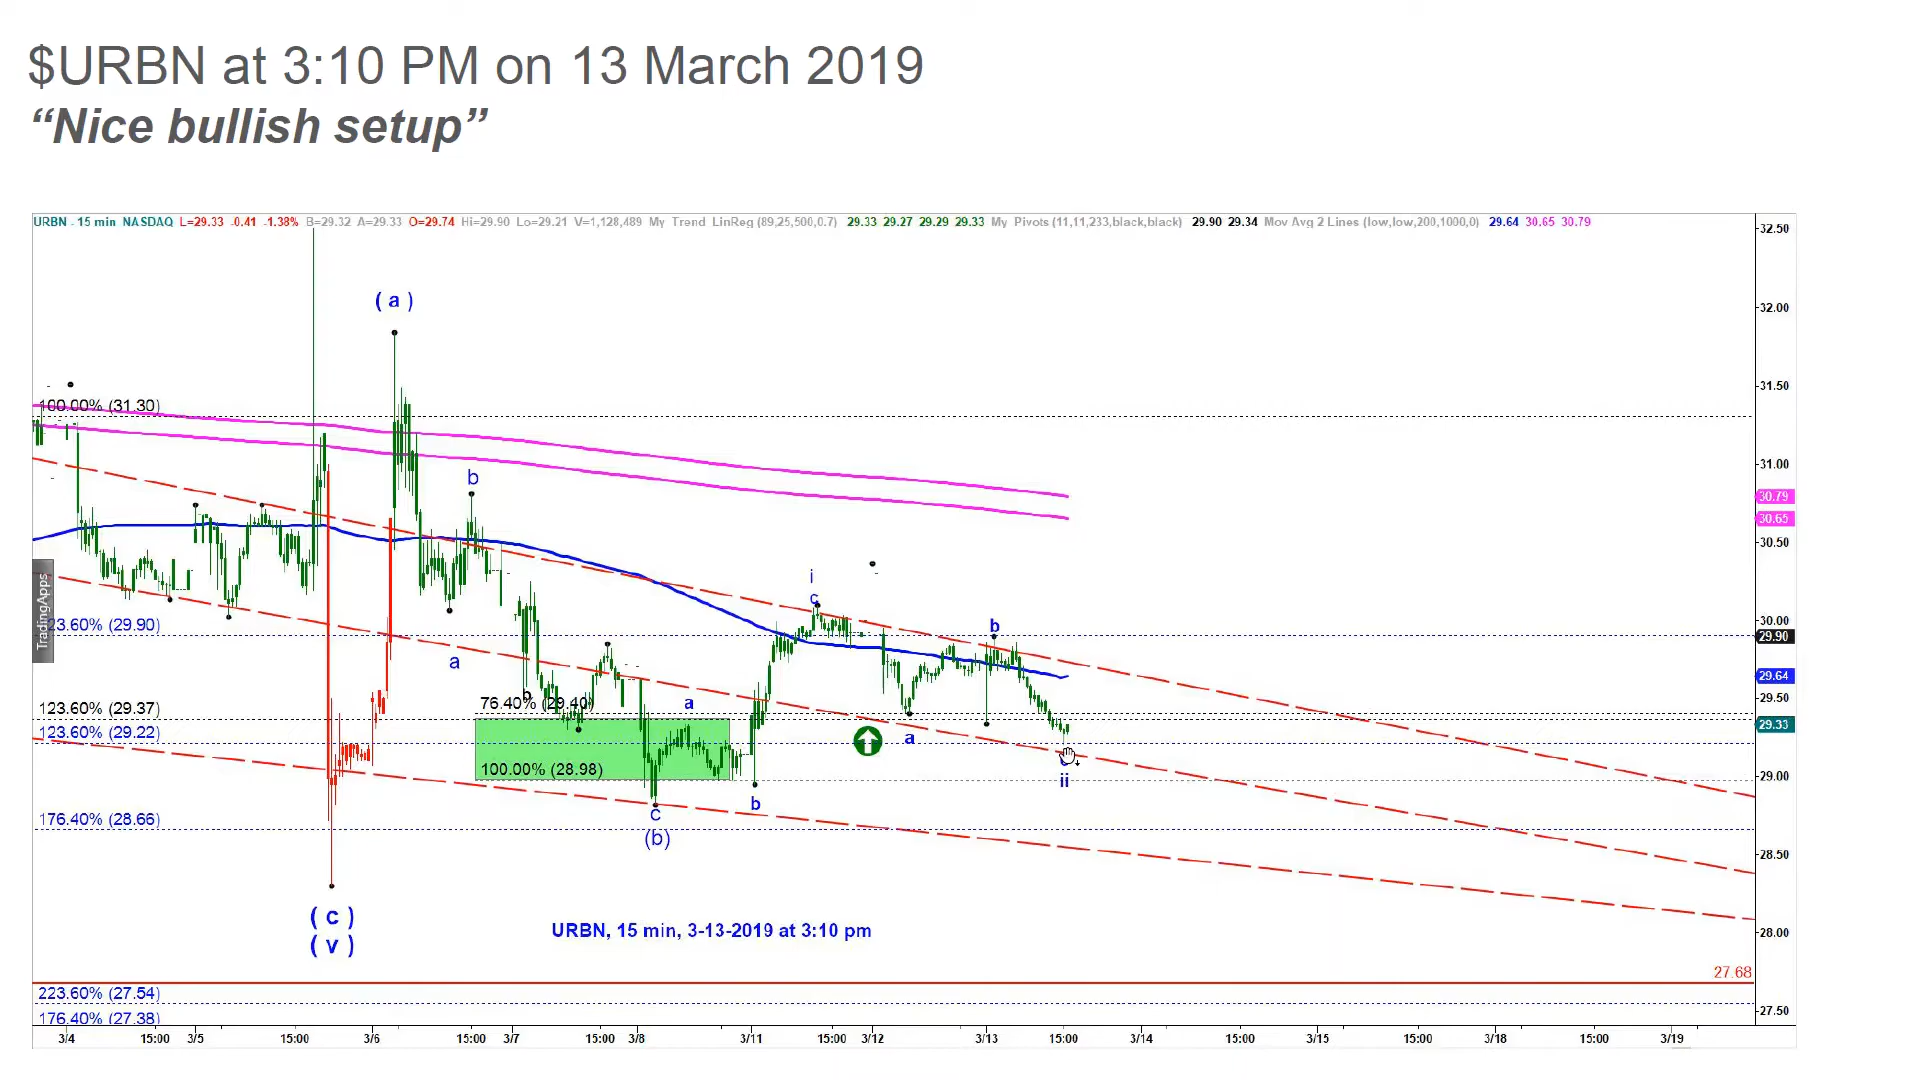 $URBN at 3:10 PM on 13 March 2019
“Nice bullish setup”
URBN - 15 min NASDAQ L=29.33 -0.41 -1.38% B=29.32 A=29.33 O=29.74 Hi=29.90 Lo=29.21 V=1,128,489 My Trend LinReg (89,25,500,0.7) 29.33 29.27 29.29 29.33 My Pivots (11,11,233,black,black) 29.90 29.34 Mov Avg 2 Lines (low,low,200,1000,0) 29.64 30.65 30.79
32.50
( a )
32.00
31.50
100.00% (31.30)
31.00
b
30.79
30.65
30.50
TradingApps
i
c
23.60% (29.90)
b
30.00
29.90
a
29.64
b
76.40% (29.40)
a
29.50
123.60% (29.37)
29.33
123.60% (29.22)
a
100.00% (28.98)
29.00
ii
b
c
176.40% (28.66)
(b)
28.50
( c )
URBN, 15 min, 3-13-2019 at 3:10 pm
28.00
( v )
27.68
223.60% (27.54)
27.50
176.40% (27.38)
3/4 15:00 3/5 15:00 3/6 15:00 3/7 15:00 3/8 3/11 15:00 3/12 3/13 15:00 3/14 15:00 3/15 15:00 3/18 15:00 3/19